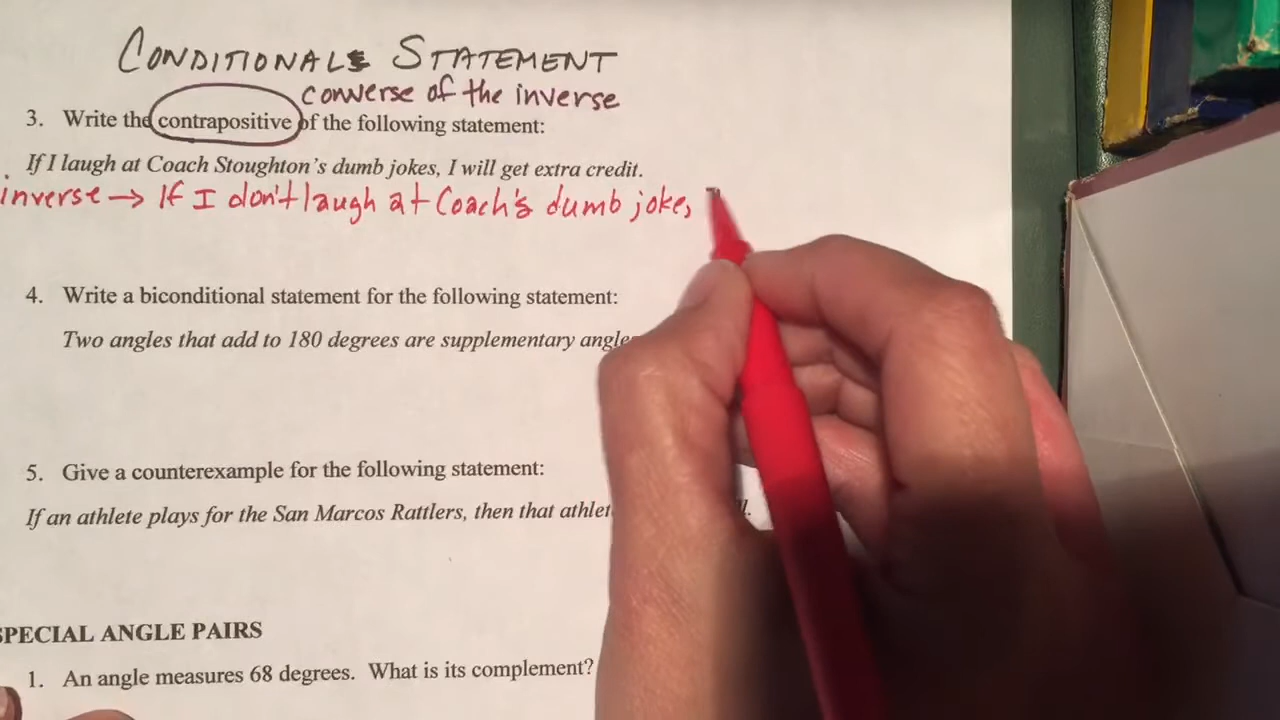 CONDITIONALS STATEMENT
converse of the inverse
3. Write the contrapositive of the following statement:
If I laugh at Coach Stoughton's dumb jokes, I will get extra credit.
inverse → If I don't laugh at Coach's dumb joke,
4. Write a biconditional statement for the following statement:
Two angles that add to 180 degrees are supplementary
5. Give a counterexample for the following statement:
If an athlete plays for the San Marcos Rattlers, then that
SPECIAL ANGLE PAIRS
1. An angle measures 68 degrees. What is its complement?